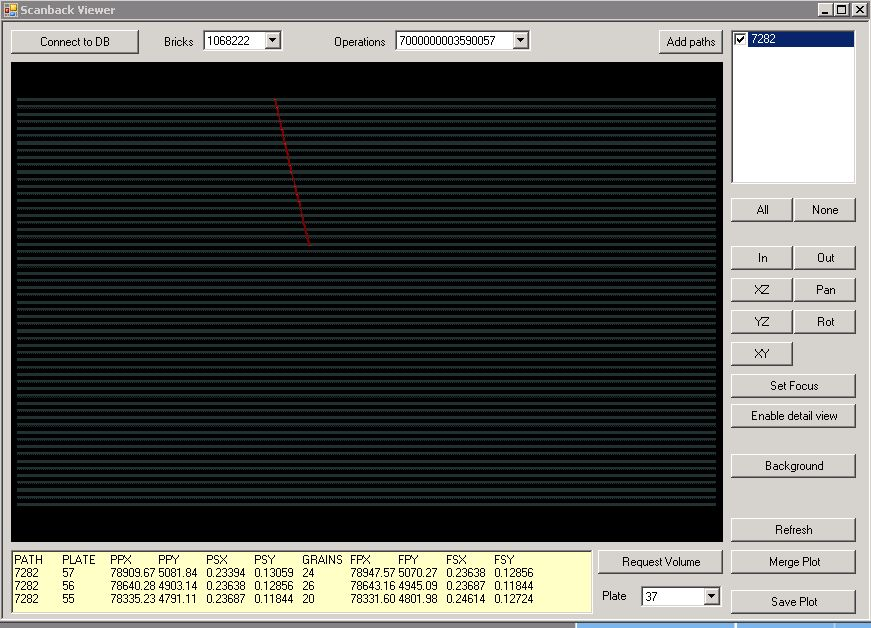 Scanback Viewer
Connect to DB Bricks 1068222 Operations 7000000003590057 Add paths
7282
All None
In Out
XZ Pan
YZ Rot
XY
Set Focus
Enable detail view
Background
Refresh
PATH PLATE PPX PPY PSX PSY GRAINS FPX FPY FSX FSY
7282 57 78909.67 5081.84 0.23394 0.13059 24 78947.57 5070.27 0.23638 0.12856
7282 56 78640.28 4903.14 0.23638 0.12856 26 78643.16 4945.09 0.23687 0.11844
7282 55 78335.23 4791.11 0.23687 0.11844 20 78331.60 4801.98 0.24614 0.12724
Request Volume Merge Plot
Plate 37 Save Plot